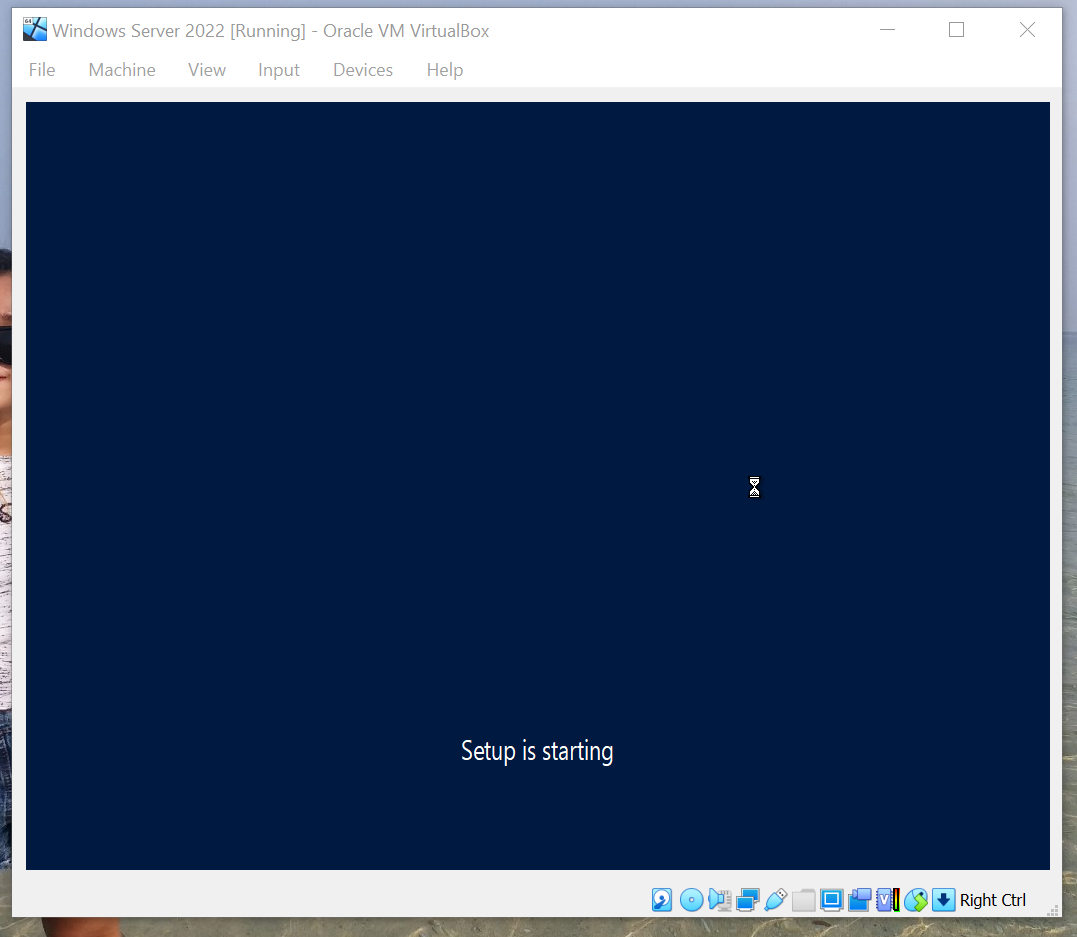 Windows Server 2022 [Running] - Oracle VM VirtualBox
File Machine View Input Devices Help
Setup is starting
Right Ctrl